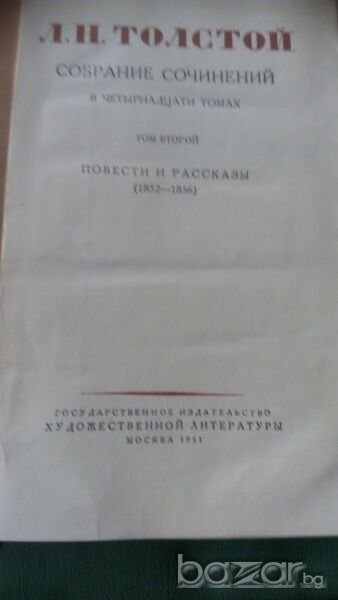 Л.Н. ТОЛСТОЙ
СОБРАНИЕ СОЧИНЕНИЙ
В ЧЕТЫРНАДЦАТИ ТОМАХ
ТОМ ВТОРОЙ
ПОВЕСТИ И РАССКАЗЫ
(1852—1856)
ГОСУДАРСТВЕННОЕ ИЗДАТЕЛЬСТВО
ХУДОЖЕСТВЕННОЙ ЛИТЕРАТУРЫ
МОСКВА 1951
bazar.bg